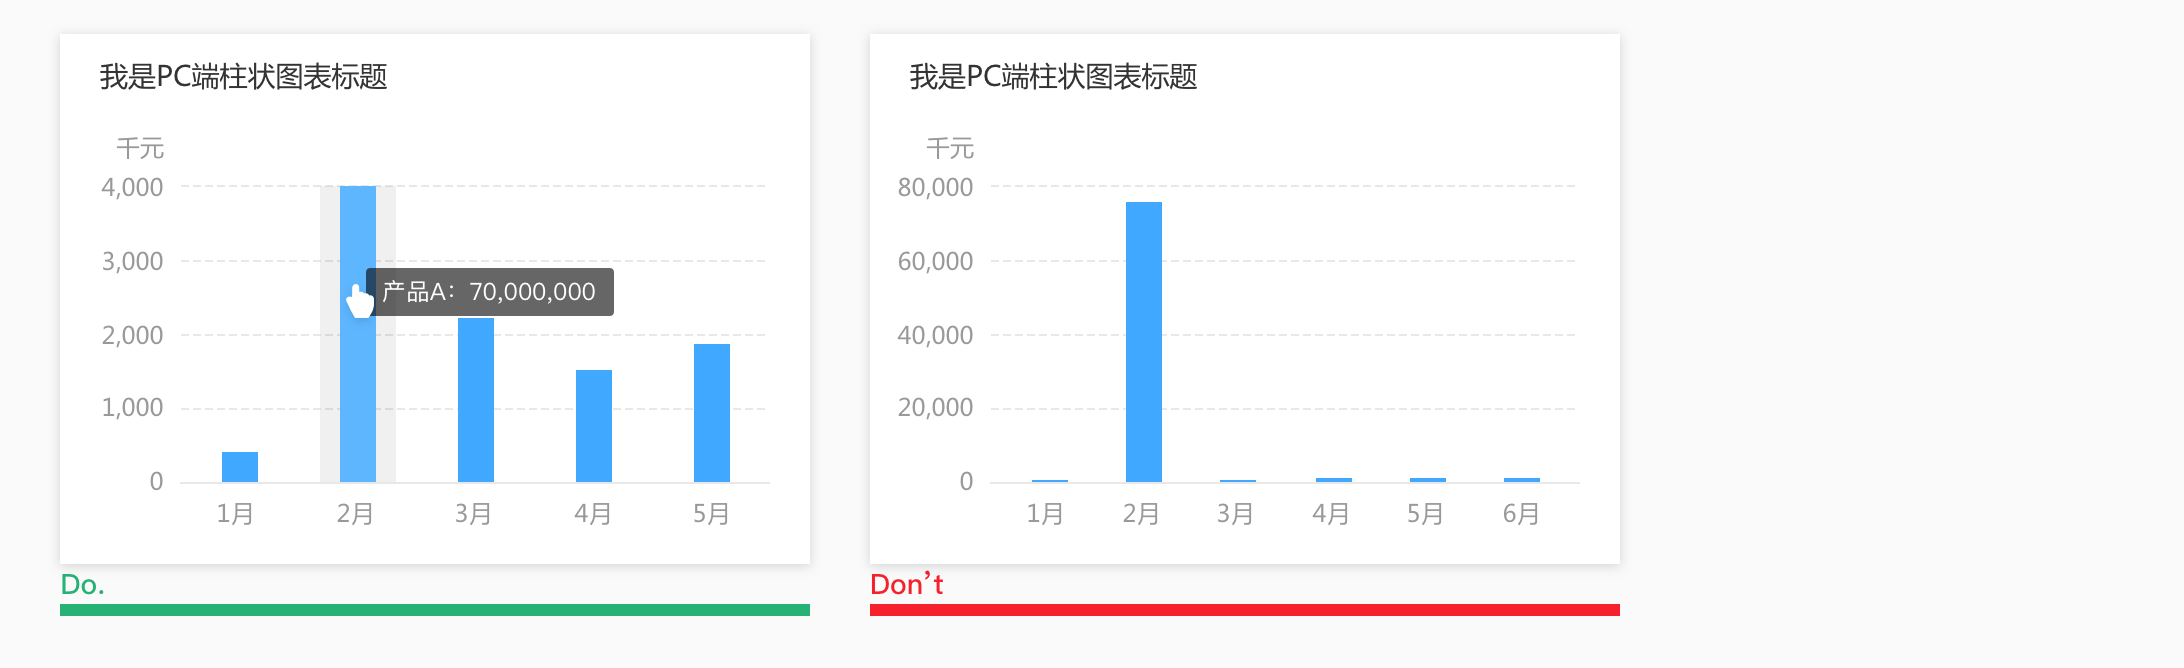 我是PC端柱状图表标题
千元
4,000
3,000
产品A：70,000,000
2,000
1,000
0
1月 2月 3月 4月 5月
Do.
我是PC端柱状图表标题
千元
80,000
60,000
40,000
20,000
0
1月 2月 3月 4月 5月 6月
Don’t